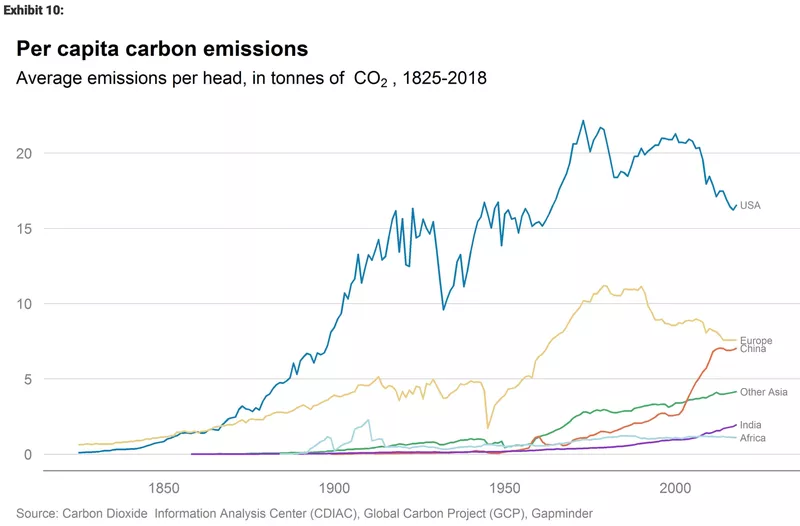 Exhibit 10:
Per capita carbon emissions
Average emissions per head, in tonnes of CO₂ , 1825-2018
20
15
10
5
0
USA
Europe
China
Other Asia
India
Africa
1850 1900 1950 2000
Source: Carbon Dioxide Information Analysis Center (CDIAC), Global Carbon Project (GCP), Gapminder